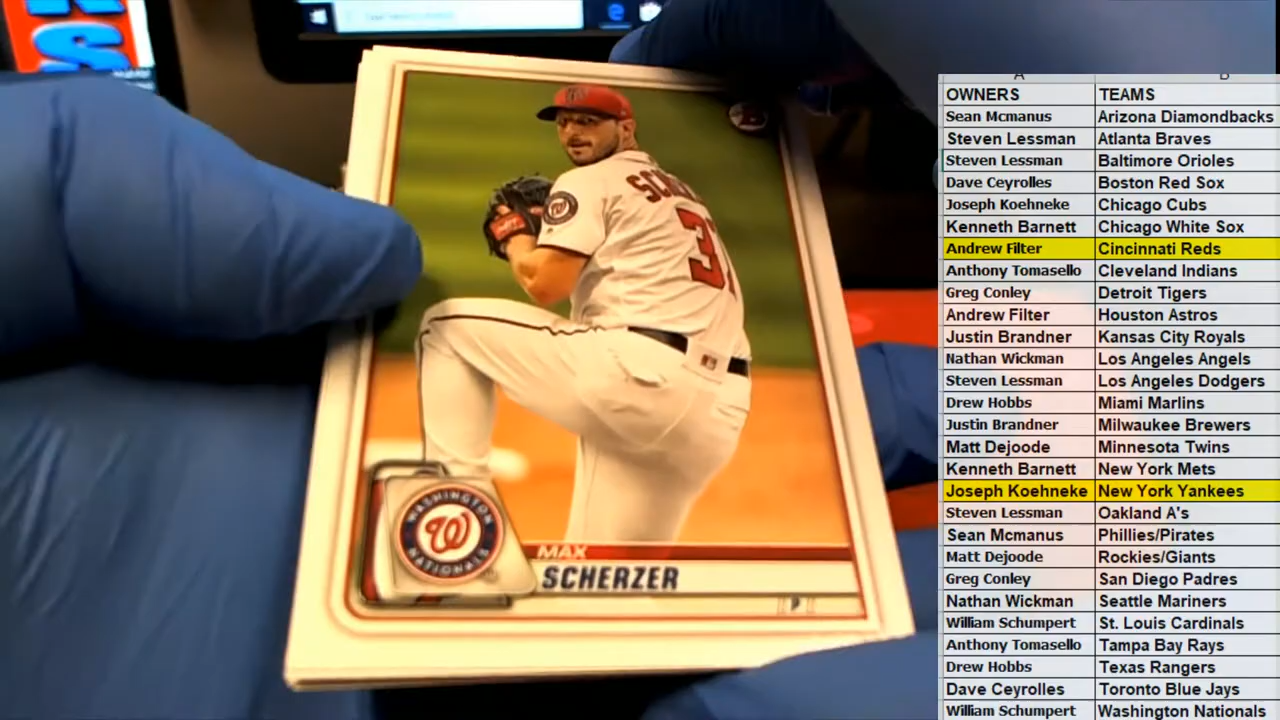 WASHINGTON
W
NATIONALS
MAX
SCHERZER
P
A B
OWNERS TEAMS
Sean Mcmanus Arizona Diamondbacks
Steven Lessman Atlanta Braves
Steven Lessman Baltimore Orioles
Dave Ceyrolles Boston Red Sox
Joseph Koehneke Chicago Cubs
Kenneth Barnett Chicago White Sox
Andrew Filter Cincinnati Reds
Anthony Tomasello Cleveland Indians
Greg Conley Detroit Tigers
Andrew Filter Houston Astros
Justin Brandner Kansas City Royals
Nathan Wickman Los Angeles Angels
Steven Lessman Los Angeles Dodgers
Drew Hobbs Miami Marlins
Justin Brandner Milwaukee Brewers
Matt Dejoode Minnesota Twins
Kenneth Barnett New York Mets
Joseph Koehneke New York Yankees
Steven Lessman Oakland A's
Sean Mcmanus Phillies/Pirates
Matt Dejoode Rockies/Giants
Greg Conley San Diego Padres
Nathan Wickman Seattle Mariners
William Schumpert St. Louis Cardinals
Anthony Tomasello Tampa Bay Rays
Drew Hobbs Texas Rangers
Dave Ceyrolles Toronto Blue Jays
William Schumpert Washington Nationals